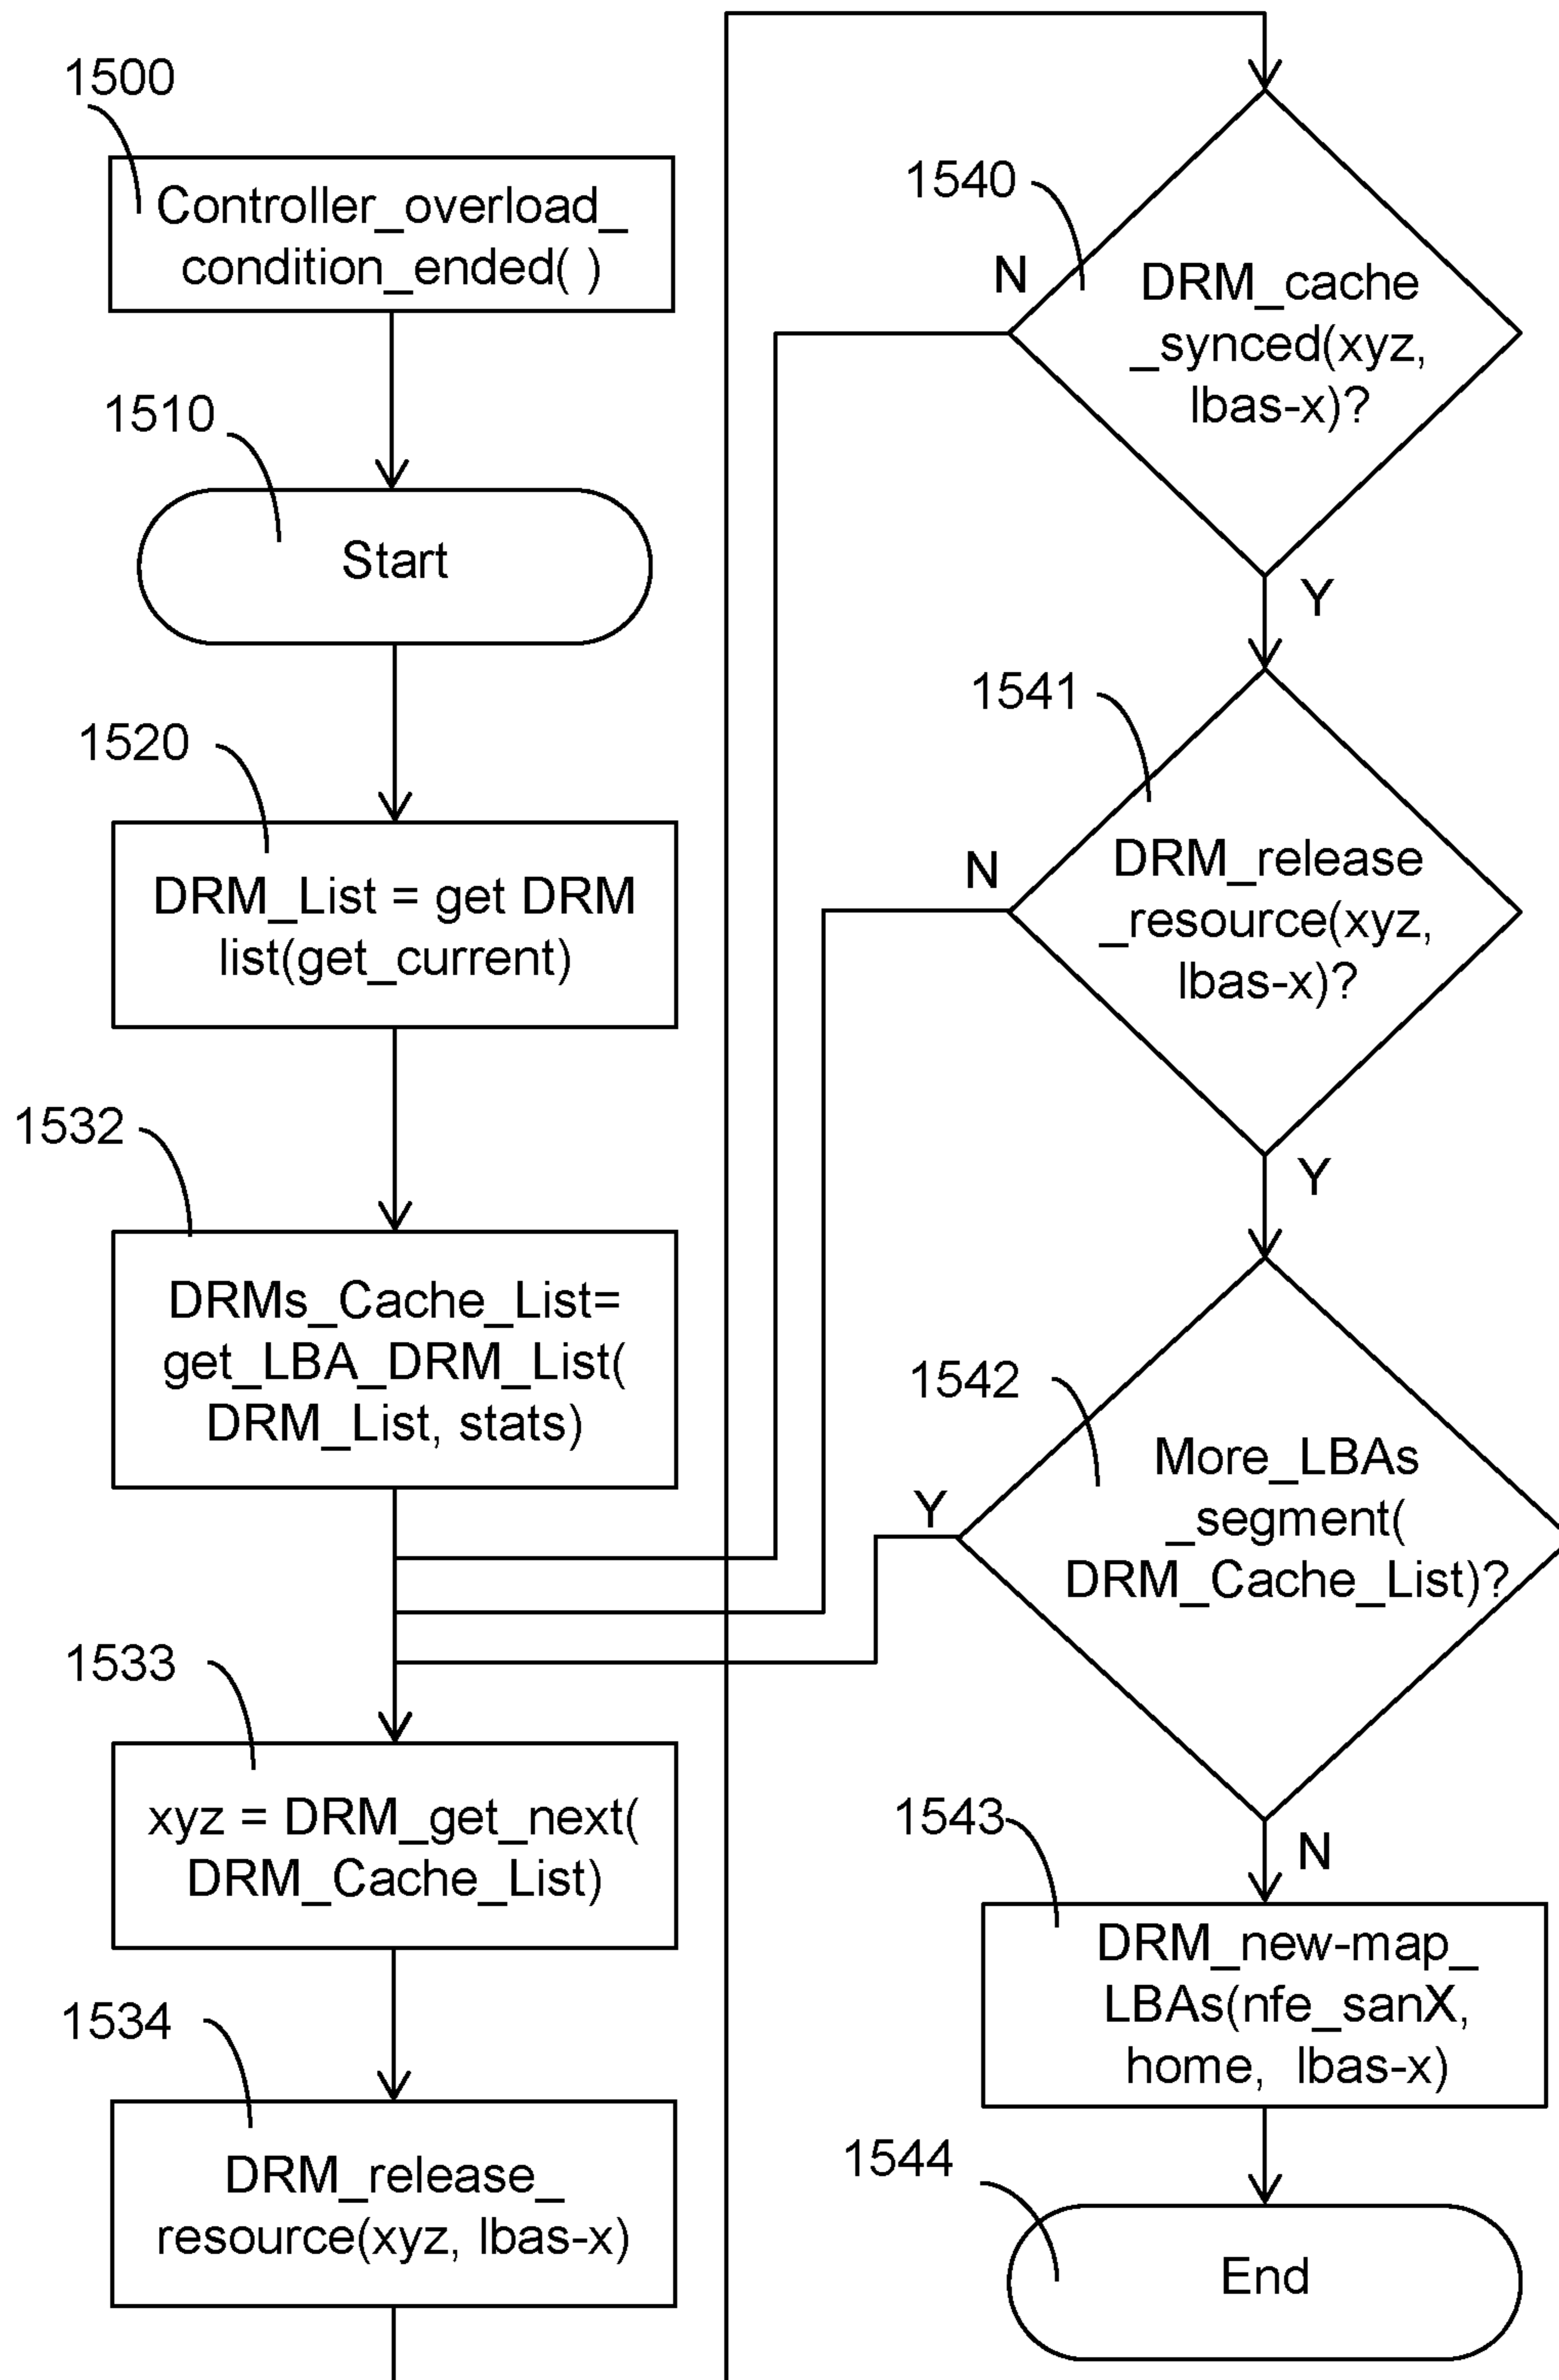 1500
Controller_overload_
condition_ended( )
1510
Start
1520
DRM_List = get DRM
list(get_current)
1532
DRMs_Cache_List=
get_LBA_DRM_List(
DRM_List, stats)
1533
xyz = DRM_get_next(
DRM_Cache_List)
1534
DRM_release_
resource(xyz, lbas-x)
1540
N
DRM_cache
_synced(xyz,
lbas-x)?
Y
1541
N
DRM_release
_resource(xyz,
lbas-x)?
Y
1542
Y
More_LBAs
_segment(
DRM_Cache_List)?
N
1543
DRM_new-map_
LBAs(nfe_sanX,
home, lbas-x)
1544
End